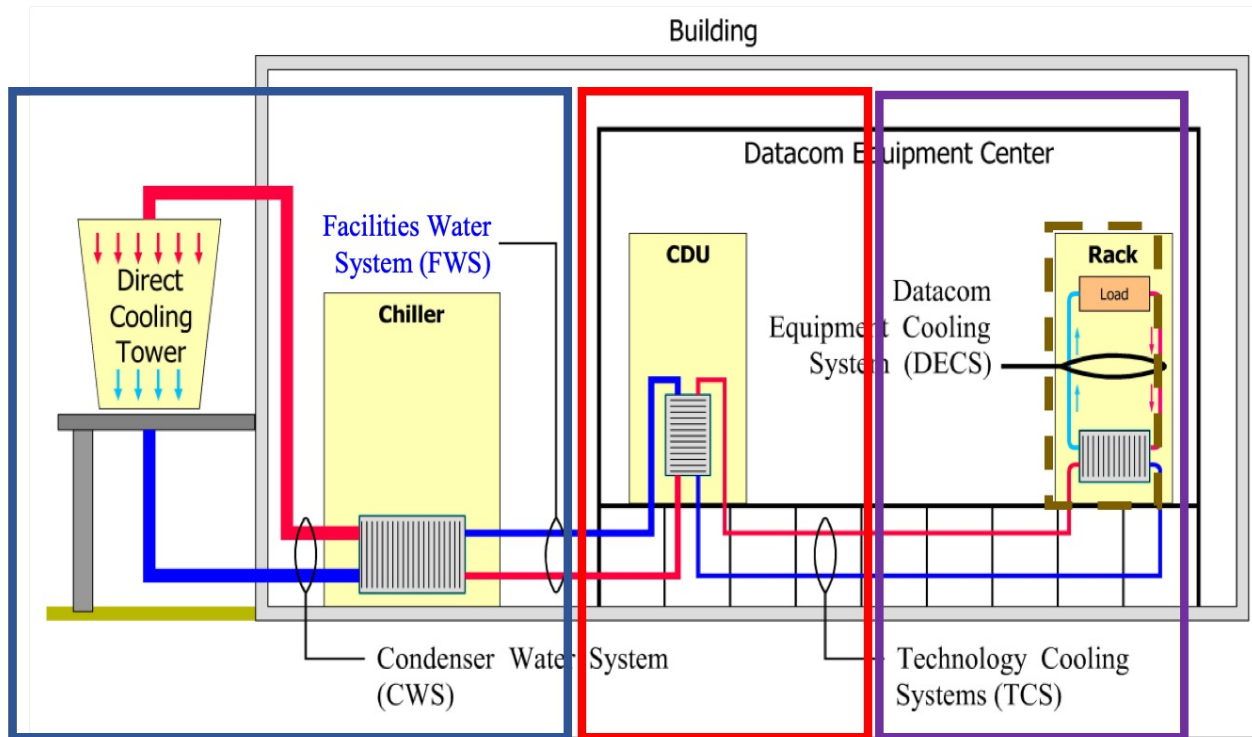 Building
Datacom Equipment Center
Direct
Cooling
Tower
Facilities Water
System (FWS)
Chiller
CDU
Rack
Load
Datacom
Equipment Cooling
System (DECS)
Condenser Water System
(CWS)
Technology Cooling
Systems (TCS)